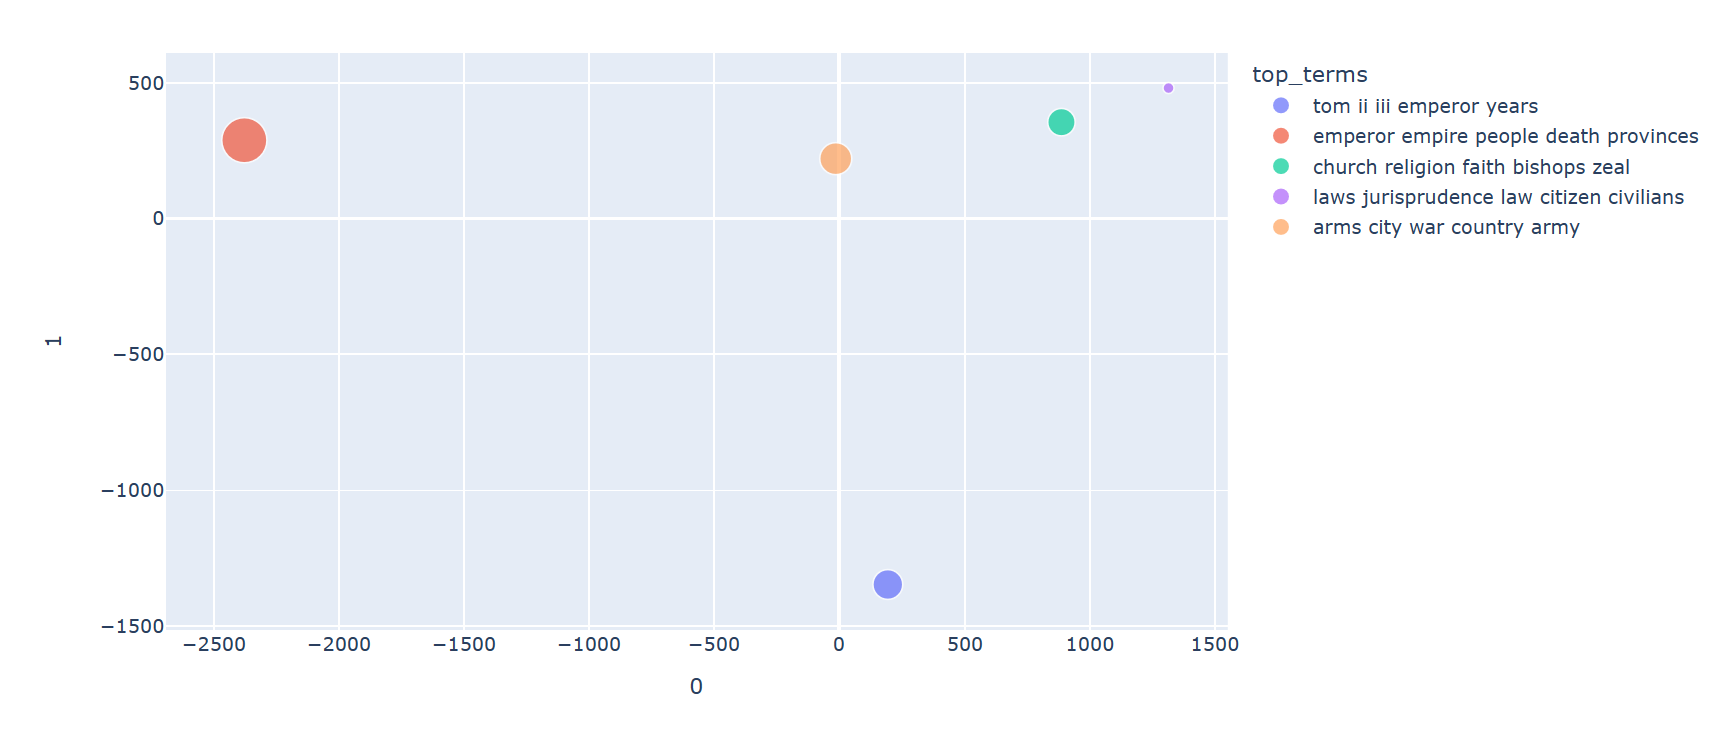 500
0
−500
−1000
−1500
1
−2500
−2000
−1500
−1000
−500
0
500
1000
1500
0
top_terms
tom ii iii emperor years
emperor empire people death provinces
church religion faith bishops zeal
laws jurisprudence law citizen civilians
arms city war country army